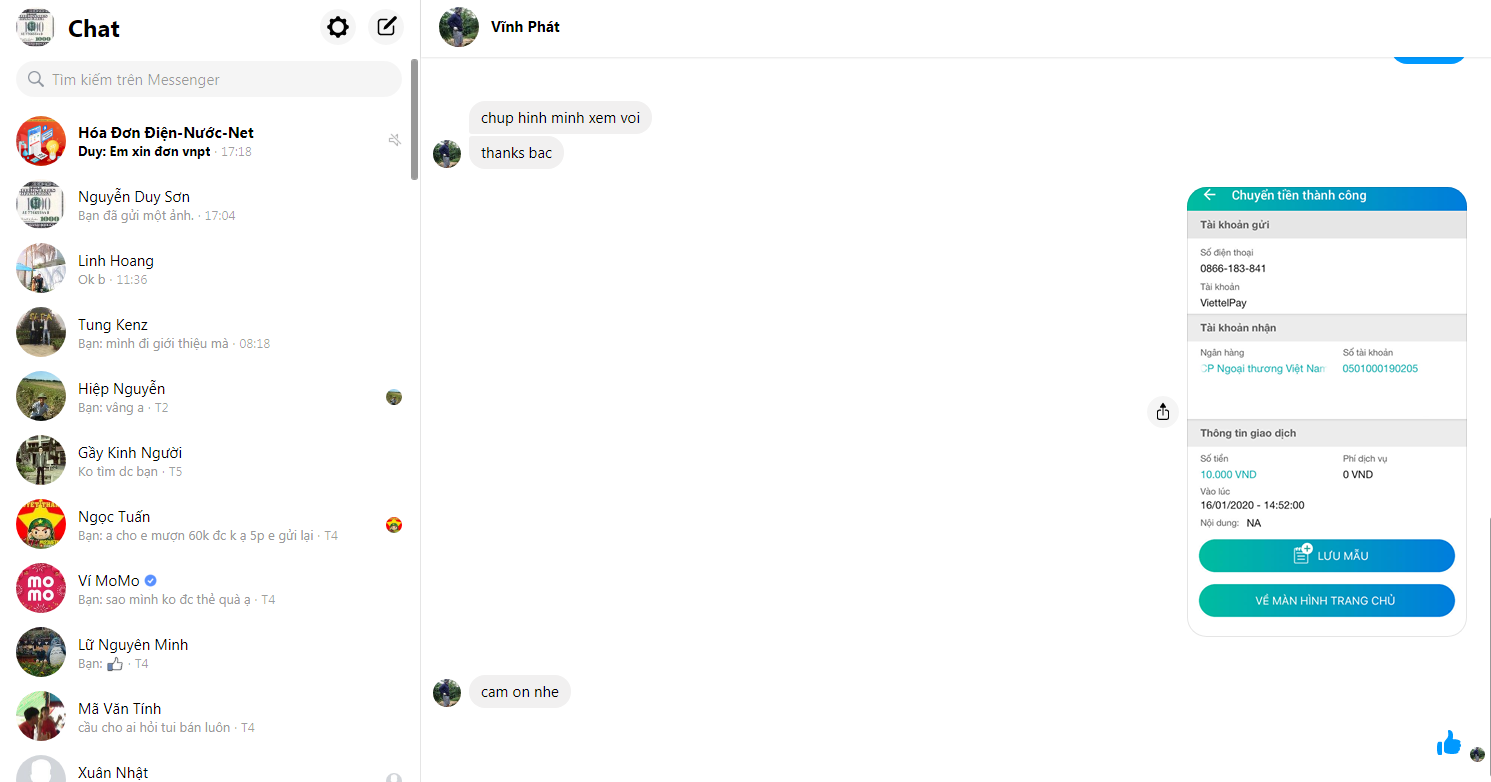 Chat
Tìm kiếm trên Messenger
Hóa Đơn Điện-Nước-Net
Duy: Em xin đơn vnpt · 17:18
Nguyễn Duy Sơn
Bạn đã gửi một ảnh. · 17:04
Linh Hoang
Ok b · 11:36
Tung Kenz
Bạn: mình đi giới thiệu mà · 08:18
Hiệp Nguyễn
Bạn: vâng a · T2
Gầy Kinh Người
Ko tìm dc bạn · T5
Ngọc Tuấn
Bạn: a cho e mượn 60k đc k ạ 5p e gửi lại · T4
Ví MoMo
Bạn: sao mình ko đc thẻ quà ạ · T4
Lữ Nguyên Minh
Bạn: · T4
Mã Văn Tính
cầu cho ai hỏi tui bán luôn · T4
Xuân Nhật
Vĩnh Phát
chup hinh minh xem voi
thanks bac
Chuyển tiền thành công
Tài khoản gửi
Số điện thoại
0866-183-841
Tài khoản
ViettelPay
Tài khoản nhận
Ngân hàng Số tài khoản
CP Ngoại thương Việt Nam 0501000190205
Thông tin giao dịch
Số tiền Phí dịch vụ
10.000 VND 0 VND
Vào lúc
16/01/2020 - 14:52:00
Nội dung: NA
LƯU MẪU
VỀ MÀN HÌNH TRANG CHỦ
cam on nhe